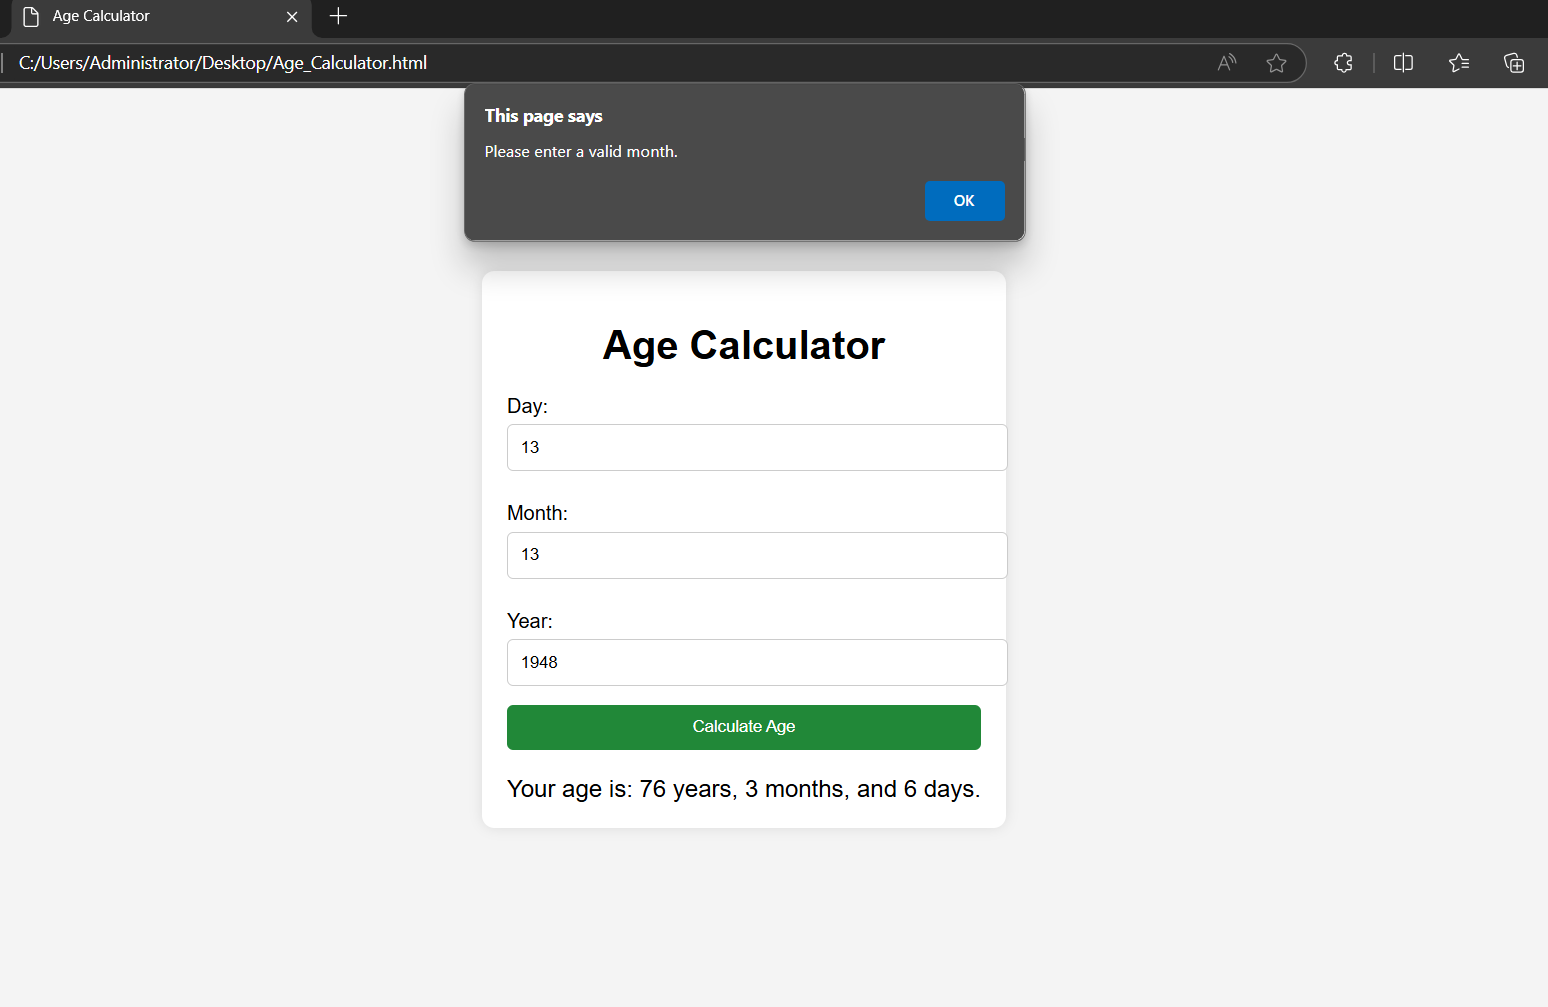 Age Calculator
C:/Users/Administrator/Desktop/Age_Calculator.html
This page says
Please enter a valid month.
OK
Age Calculator
Day:
13
Month:
13
Year:
1948
Calculate Age
Your age is: 76 years, 3 months, and 6 days.